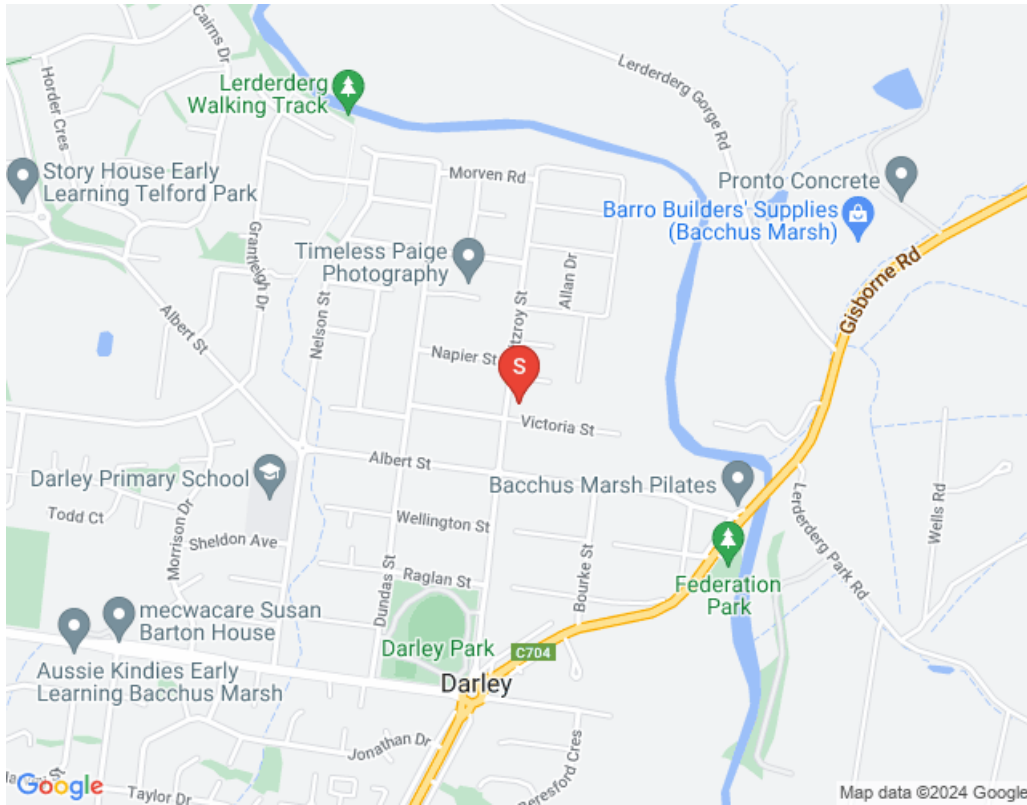 Cairns Dr
Horder Cres
Lerderderg
Walking Track
Lerderderg Gorge Rd
Story House Early
Learning Telford Park
Morven Rd
Pronto Concrete
Barro Builders' Supplies
(Bacchus Marsh)
Grantleigh Dr
Timeless Paige
Photography
Allan Dr
Gisborne Rd
Albert St
Nelson St
Napier St
S
Victoria St
Albert St
Darley Primary School
Bacchus Marsh Pilates
Todd Ct
Morrison Dr
Wellington St
Sheldon Ave
Lerderderg Park Rd
Wells Rd
Raglan St
Dundas St
Bourke St
Federation
Park
mecwacare Susan
Barton House
Darley Park
C704
Aussie Kindies Early
Learning Bacchus Marsh
Darley
Jonathan Dr
Beresford Cres
Taylor Dr
Google
Map data ©2024 Google